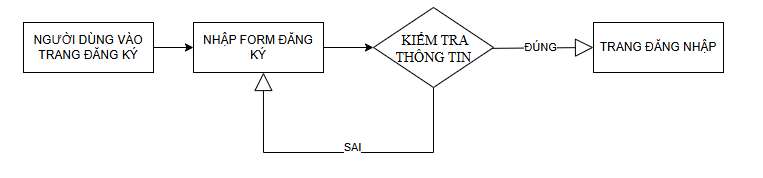 NGƯỜI DÙNG VÀO
TRANG ĐĂNG KÝ
NHẬP FORM ĐĂNG
KÝ
KIỂM TRA
THÔNG TIN
ĐÚNG
TRANG ĐĂNG NHẬP
SAI